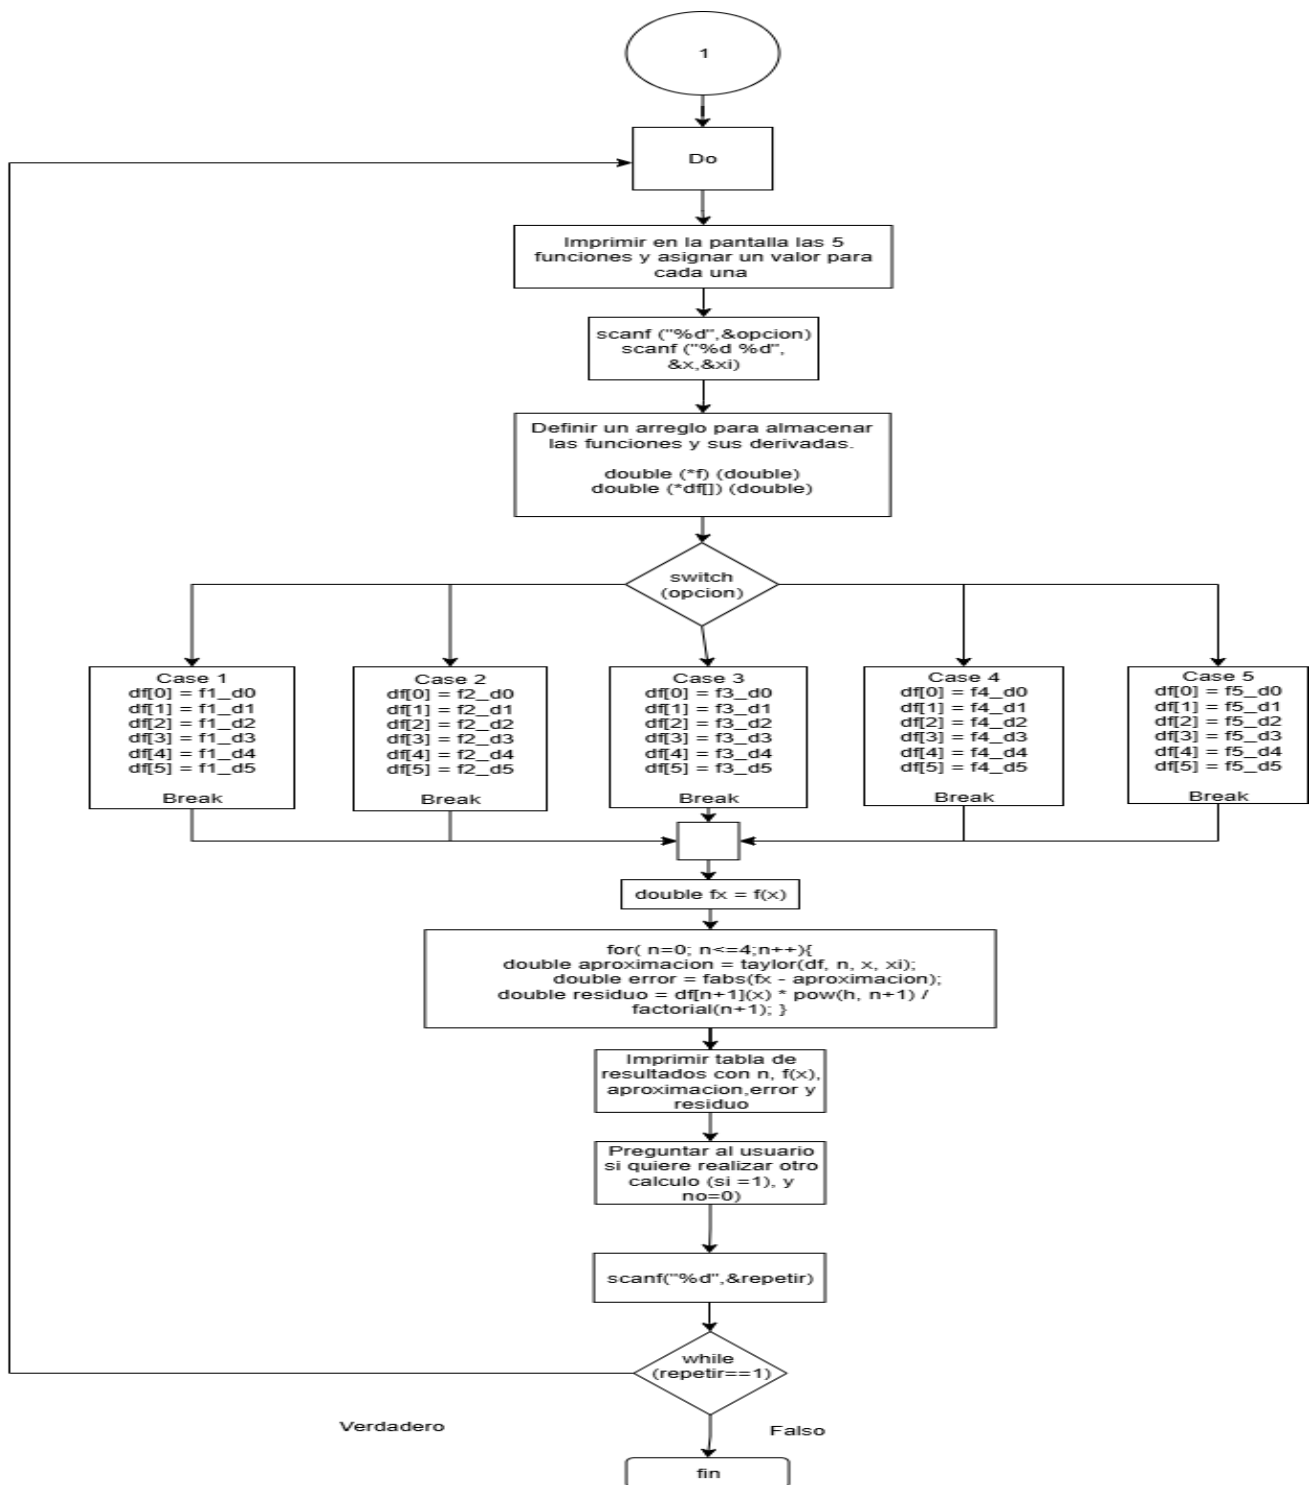 1
Do
Imprimir en la pantalla las 5
funciones y asignar un valor para
cada una
scanf ("%d",&opcion)
scanf ("%d %d",
&x,&xi)
Definir un arreglo para almacenar
las funciones y sus derivadas.
double (*f) (double)
double (*df[]) (double)
switch
(opcion)
Case 1
df[0] = f1_d0
df[1] = f1_d1
df[2] = f1_d2
df[3] = f1_d3
df[4] = f1_d4
df[5] = f1_d5
Break
Case 2
df[0] = f2_d0
df[1] = f2_d1
df[2] = f2_d2
df[3] = f2_d3
df[4] = f2_d4
df[5] = f2_d5
Break
Case 3
df[0] = f3_d0
df[1] = f3_d1
df[2] = f3_d2
df[3] = f3_d3
df[4] = f3_d4
df[5] = f3_d5
Break
Case 4
df[0] = f4_d0
df[1] = f4_d1
df[2] = f4_d2
df[3] = f4_d3
df[4] = f4_d4
df[5] = f4_d5
Break
Case 5
df[0] = f5_d0
df[1] = f5_d1
df[2] = f5_d2
df[3] = f5_d3
df[4] = f5_d4
df[5] = f5_d5
Break
double fx = f(x)
for( n=0; n<=4;n++){
double aproximacion = taylor(df, n, x, xi);
double error = fabs(fx - aproximacion);
double residuo = df[n+1](x) * pow(h, n+1) /
factorial(n+1); }
Imprimir tabla de
resultados con n, f(x),
aproximacion,error y
residuo
Preguntar al usuario
si quiere realizar otro
calculo (si =1), y
no=0)
scanf("%d",&repetir)
while
(repetir==1)
Verdadero
Falso
fin